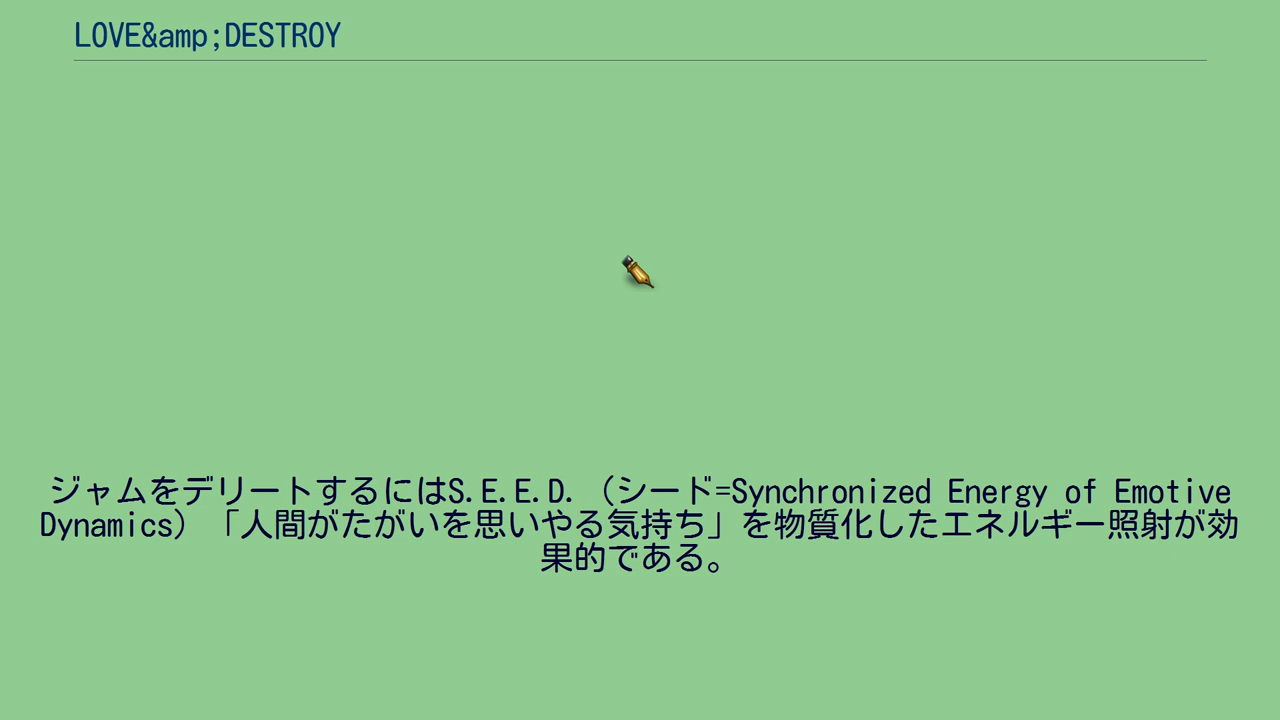 LOVE&amp;DESTROY
ジャムをデリートするにはS.E.E.D.（シード=Synchronized Energy of Emotive
Dynamics）「人間がたがいを思いやる気持ち」を物質化したエネルギー照射が効
果的である。